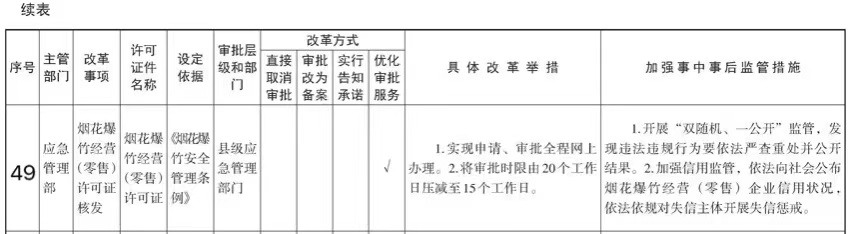 续表
序号
主管
部门
改革
事项
许可
证件
名称
设定
依据
审批层
级和部
门
改革方式
直接
取消
审批
审批
改为
备案
实行
告知
承诺
优化
审批
服务
具体改革举措
加强事中事后监管措施
49
应急
管理
部
烟花爆
竹经营
（零售）
许可证
核发
烟花爆
竹经营
（零售）
许可证
《烟花爆
竹安全
管理条
例》
县级应
急管理
部门
√
1.实现申请、审批全程网上
办理。2.将审批时限由20个工作
日压减至15个工作日。
1.开展“双随机、一公开”监管，发
现违法违规行为要依法严查重处并公开
结果。2.加强信用监管，依法向社会公布
烟花爆竹经营（零售）企业信用状况，
依法依规对失信主体开展失信惩戒。